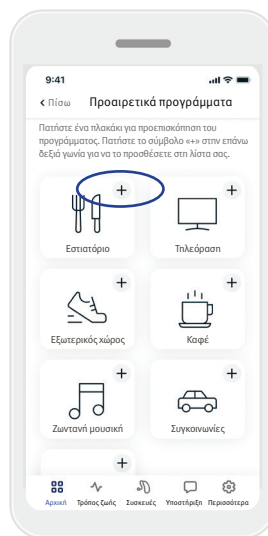 9:41
Πίσω Προαιρετικά προγράμματα
Πατήστε ένα πλακάκι για προεπισκόπηση του
προγράμματος. Πατήστε το σύμβολο «+» στην επάνω
δεξιά γωνία για να το προσθέσετε στη λίστα σας.
Εστιατόριο Τηλεόραση
Εξωτερικός χώρος Καφέ
Ζωντανή μουσική Συγκοινωνίες
Αρχική Τρόπος ζωής Συσκευές Υποστήριξη Περισσότερα